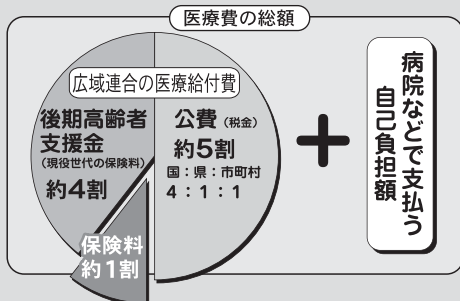 医療費の総額
広域連合の医療給付費
後期高齢者
支援金
(現役世代の保険料)
約4割
公費(税金)
約5割
国:県:市町村
4:1:1
保険料
約1割
+
病院などで支払う
自己負担額